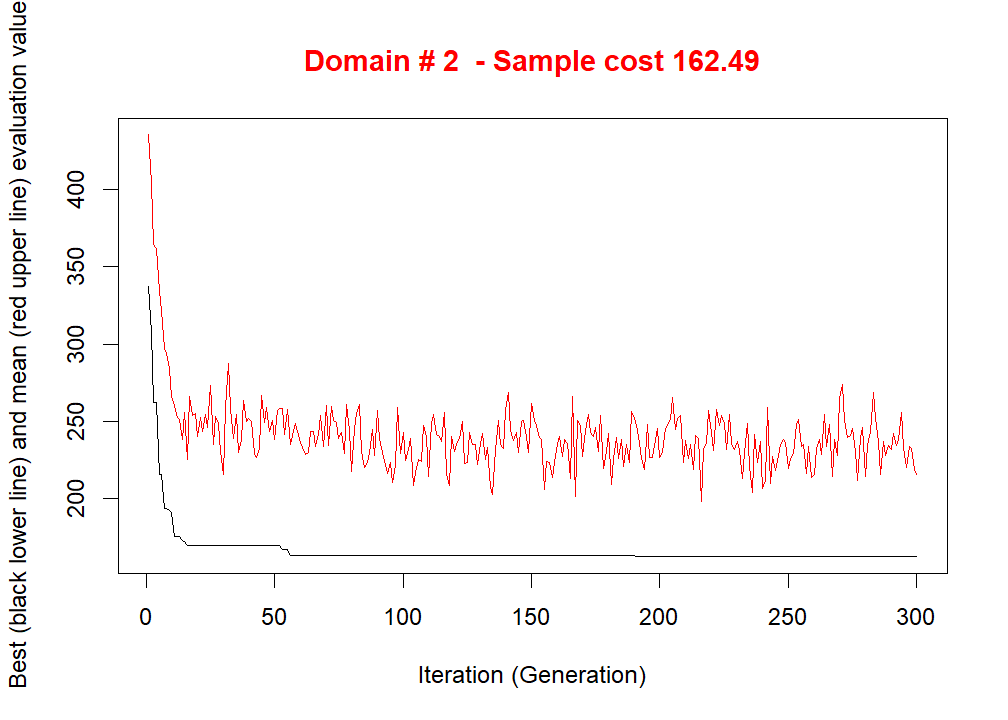 Domain # 2  - Sample cost 162.49
Best (black lower line) and mean (red upper line) evaluation value
400
350
300
250
200
0 50 100 150 200 250 300
Iteration (Generation)